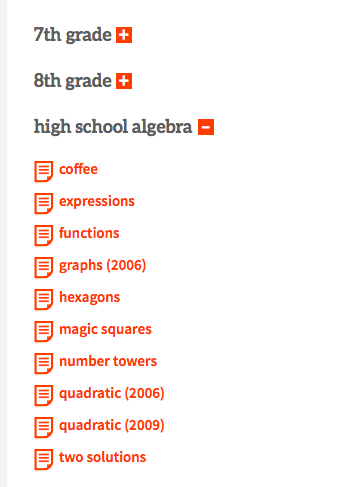 7th grade +
8th grade +
high school algebra –
coffee
expressions
functions
graphs (2006)
hexagons
magic squares
number towers
quadratic (2006)
quadratic (2009)
two solutions